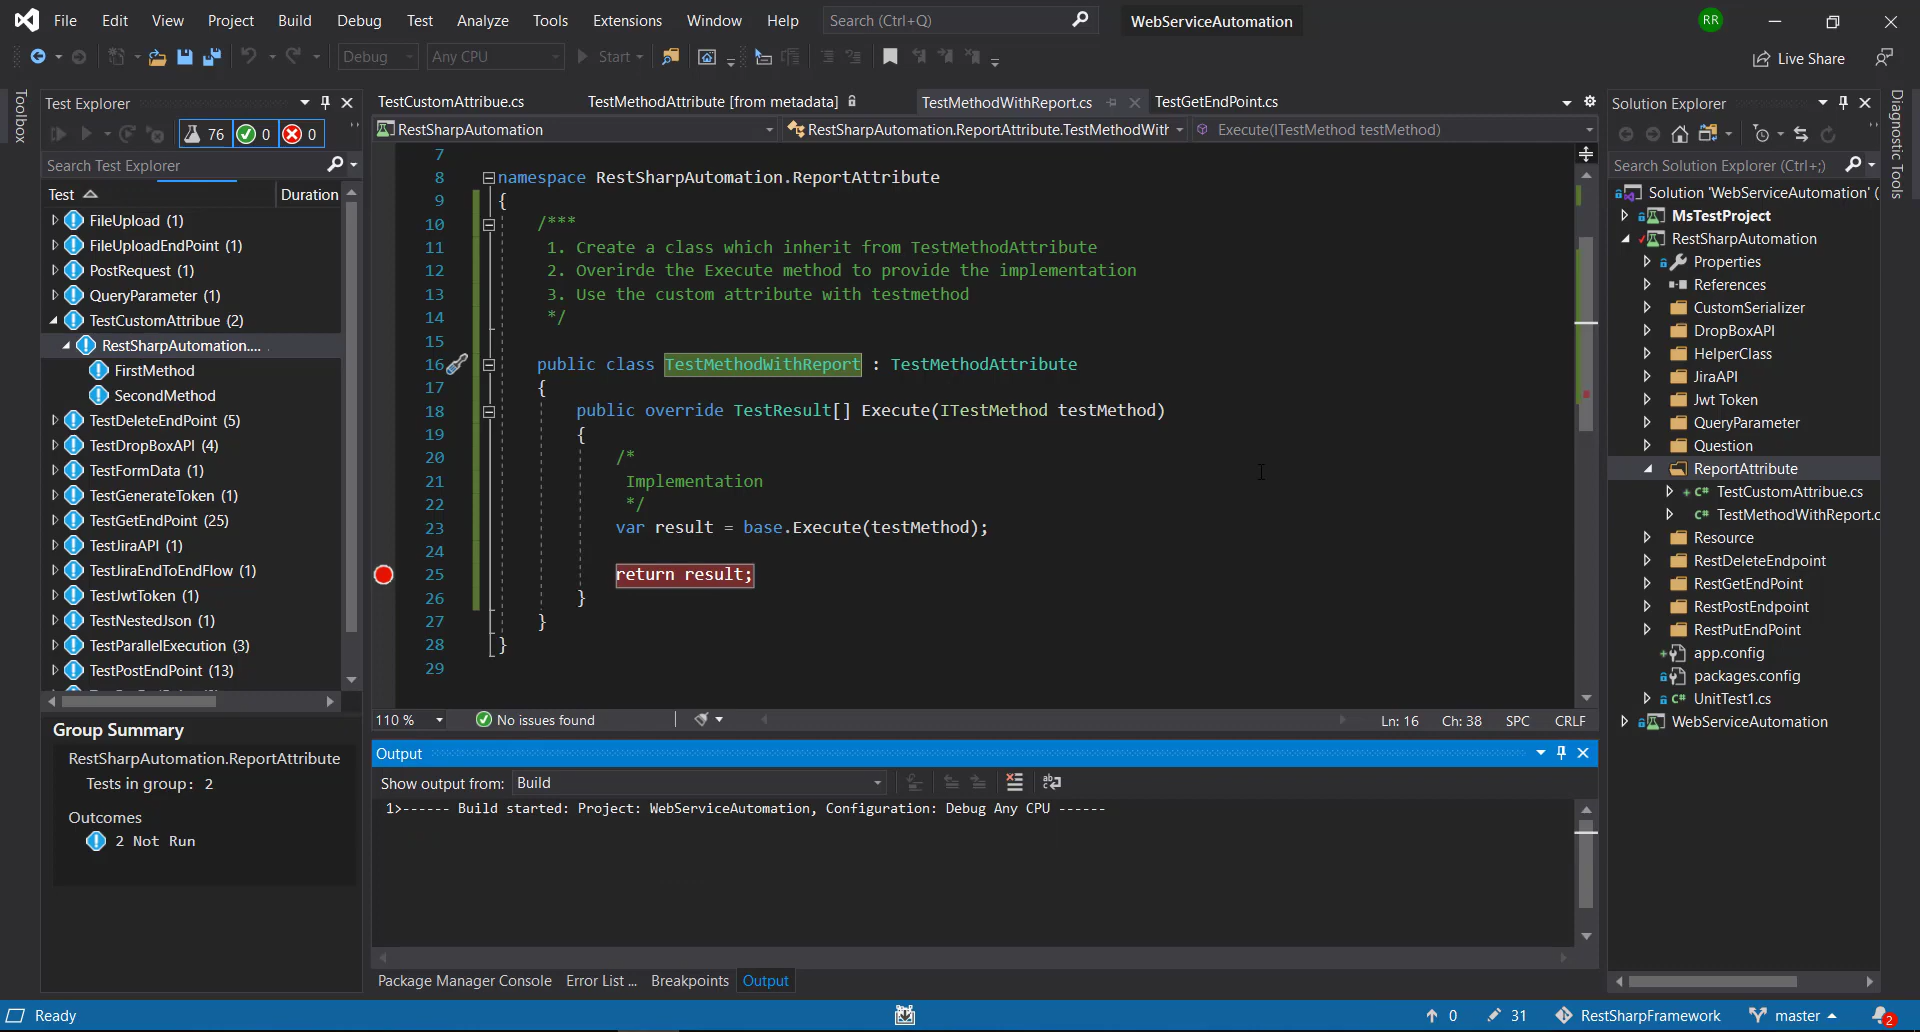 File Edit View Project Build Debug Test Analyze Tools Extensions Window Help Search (Ctrl+Q) WebServiceAutomation RR
Debug Any CPU Start Live Share
Toolbox
Test Explorer
76 0 0
Search Test Explorer
Test Duration
FileUpload (1)
FileUploadEndPoint (1)
PostRequest (1)
QueryParameter (1)
TestCustomAttribue (2)
RestSharpAutomation....
FirstMethod
SecondMethod
TestDeleteEndPoint (5)
TestDropBoxAPI (4)
TestFormData (1)
TestGenerateToken (1)
TestGetEndPoint (25)
TestJiraAPI (1)
TestJiraEndToEndFlow (1)
TestJwtToken (1)
TestNestedJson (1)
TestParallelExecution (3)
TestPostEndPoint (13)
Group Summary
RestSharpAutomation.ReportAttribute
Tests in group: 2
Outcomes
2 Not Run
TestCustomAttribue.cs TestMethodAttribute [from metadata] TestMethodWithReport.cs TestGetEndPoint.cs
RestSharpAutomation RestSharpAutomation.ReportAttribute.TestMethodWith Execute(ITestMethod testMethod)
7
8 namespace RestSharpAutomation.ReportAttribute
9 {
10 /***
11 1. Create a class which inherit from TestMethodAttribute
12 2. Overirde the Execute method to provide the implementation
13 3. Use the custom attribute with testmethod
14 */
15
16 public class TestMethodWithReport : TestMethodAttribute
17 {
18 public override TestResult[] Execute(ITestMethod testMethod)
19 {
20 /*
21 Implementation
22 */
23 var result = base.Execute(testMethod);
24
25 return result;
26 }
27 }
28 }
29
110 % No issues found Ln: 16 Ch: 38 SPC CRLF
Output
Show output from: Build
1>------ Build started: Project: WebServiceAutomation, Configuration: Debug Any CPU ------
Package Manager Console Error List ... Breakpoints Output
Solution Explorer
Search Solution Explorer (Ctrl+;)
Solution 'WebServiceAutomation' (
MsTestProject
RestSharpAutomation
Properties
References
CustomSerializer
DropBoxAPI
HelperClass
JiraAPI
Jwt Token
QueryParameter
Question
ReportAttribute
TestCustomAttribue.cs
TestMethodWithReport.c
Resource
RestDeleteEndpoint
RestGetEndPoint
RestPostEndpoint
RestPutEndPoint
app.config
packages.config
UnitTest1.cs
WebServiceAutomation
Diagnostic Tools
Ready 0 31 RestSharpFramework master 2